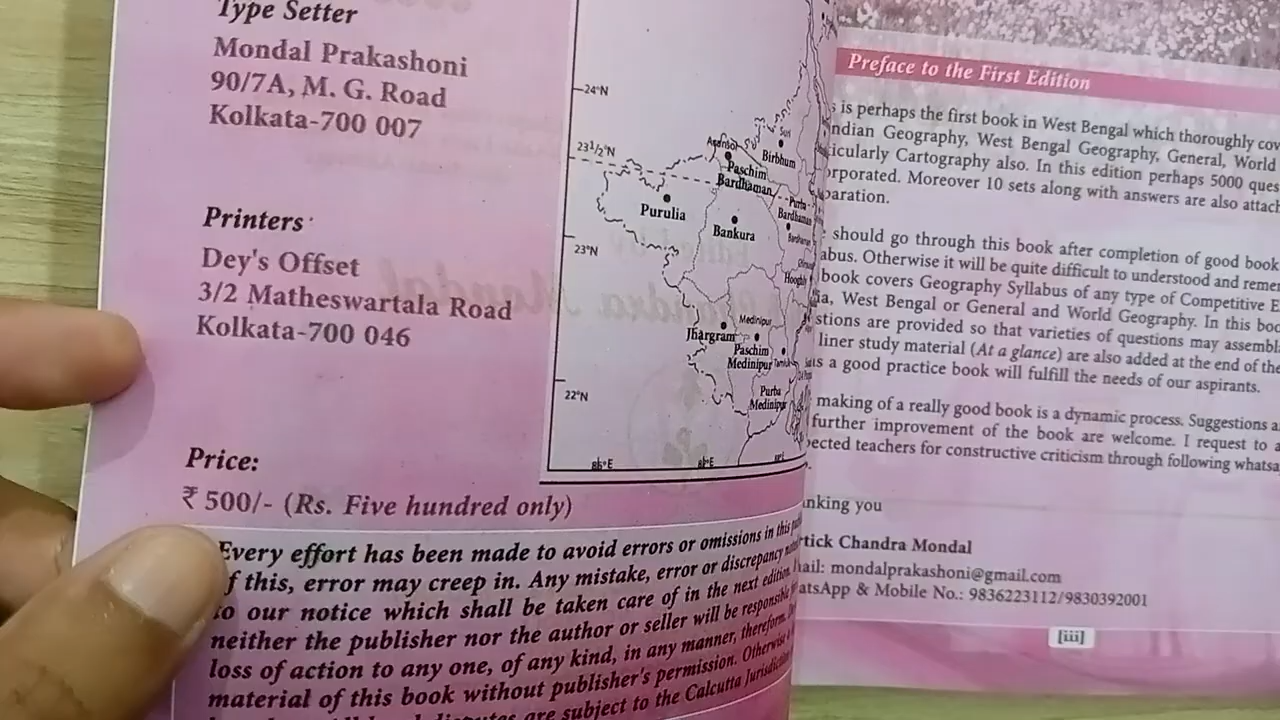 Type Setter
Mondal Prakashoni
90/7A, M. G. Road
Kolkata-700 007
Printers
Dey's Offset
3/2 Matheswartala Road
Kolkata-700 046
Price:
₹ 500/- (Rs. Five hundred only)
Every effort has been made to avoid errors or omissions in this
f this, error may creep in. Any mistake, error or discrepancy
to our notice which shall be taken care of in the next edition.
neither the publisher nor the author or seller will be responsible
loss of action to any one, of any kind, in any manner, therefrom.
material of this book without publisher's permission. Otherwise
are subject to the Calcutta Jurisdiction
24°N
23½°N
23°N
22°N
86°E
Suri
Asansol
Birbhum
Paschim
Bardhaman
Purba
Bardhaman
Purulia
Bankura
Hooghly
Medinipur
Jhargram
Paschim
Medinipur
Purba
Medinipur
Preface to the First Edition
s is perhaps the first book in West Bengal which thoroughly cov
ndian Geography, West Bengal Geography, General, World
icularly Cartography also. In this edition perhaps 5000 ques
orporated. Moreover 10 sets along with answers are also attach
paration.
should go through this book after completion of good book
abus. Otherwise it will be quite difficult to understood and remem
book covers Geography Syllabus of any type of Competitive E
ia, West Bengal or General and World Geography. In this boo
stions are provided so that varieties of questions may assembl
liner study material (At a glance) are also added at the end of the
as a good practice book will fulfill the needs of our aspirants.
making of a really good book is a dynamic process. Suggestions a
further improvement of the book are welcome. I request to a
pected teachers for constructive criticism through following whatsa
nking you
rtick Chandra Mondal
ail: mondalprakashoni@gmail.com
atsApp & Mobile No.: 9836223112/9830392001
[iii]